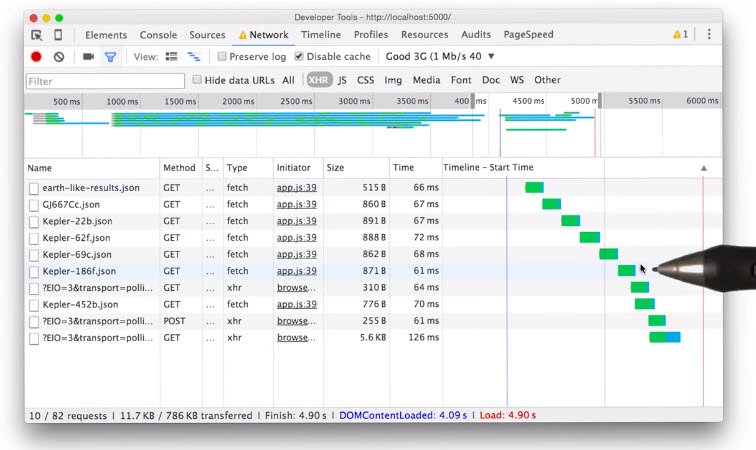 Developer Tools - http://localhost:5000/
Elements Console Sources Network Timeline Profiles Resources Audits PageSpeed 1
View: Preserve log Disable cache Good 3G (1 Mb/s 40
Filter Hide data URLs All XHR JS CSS Img Media Font Doc WS Other
500 ms 1000 ms 1500 ms 2000 ms 2500 ms 3000 ms 3500 ms 400 ms 4500 ms 5000 ms 5500 ms 6000 ms
Name Method S... Type Initiator Size Time Timeline – Start Time
earth-like-results.json GET ... fetch app.js:39 515 B 66 ms
GJ667Cc.json GET ... fetch app.js:39 860 B 67 ms
Kepler-22b.json GET ... fetch app.js:39 891 B 67 ms
Kepler-62f.json GET ... fetch app.js:39 888 B 72 ms
Kepler-69c.json GET ... fetch app.js:39 862 B 68 ms
Kepler-186f.json GET ... fetch app.js:39 871 B 61 ms
?EIO=3&transport=polli... GET ... xhr browse... 310 B 64 ms
Kepler-452b.json GET ... fetch app.js:39 776 B 70 ms
?EIO=3&transport=polli... POST ... xhr browse... 255 B 61 ms
?EIO=3&transport=polli... GET ... xhr browse... 5.6 KB 126 ms
10 / 82 requests | 11.7 KB / 786 KB transferred | Finish: 4.90 s | DOMContentLoaded: 4.09 s | Load: 4.90 s